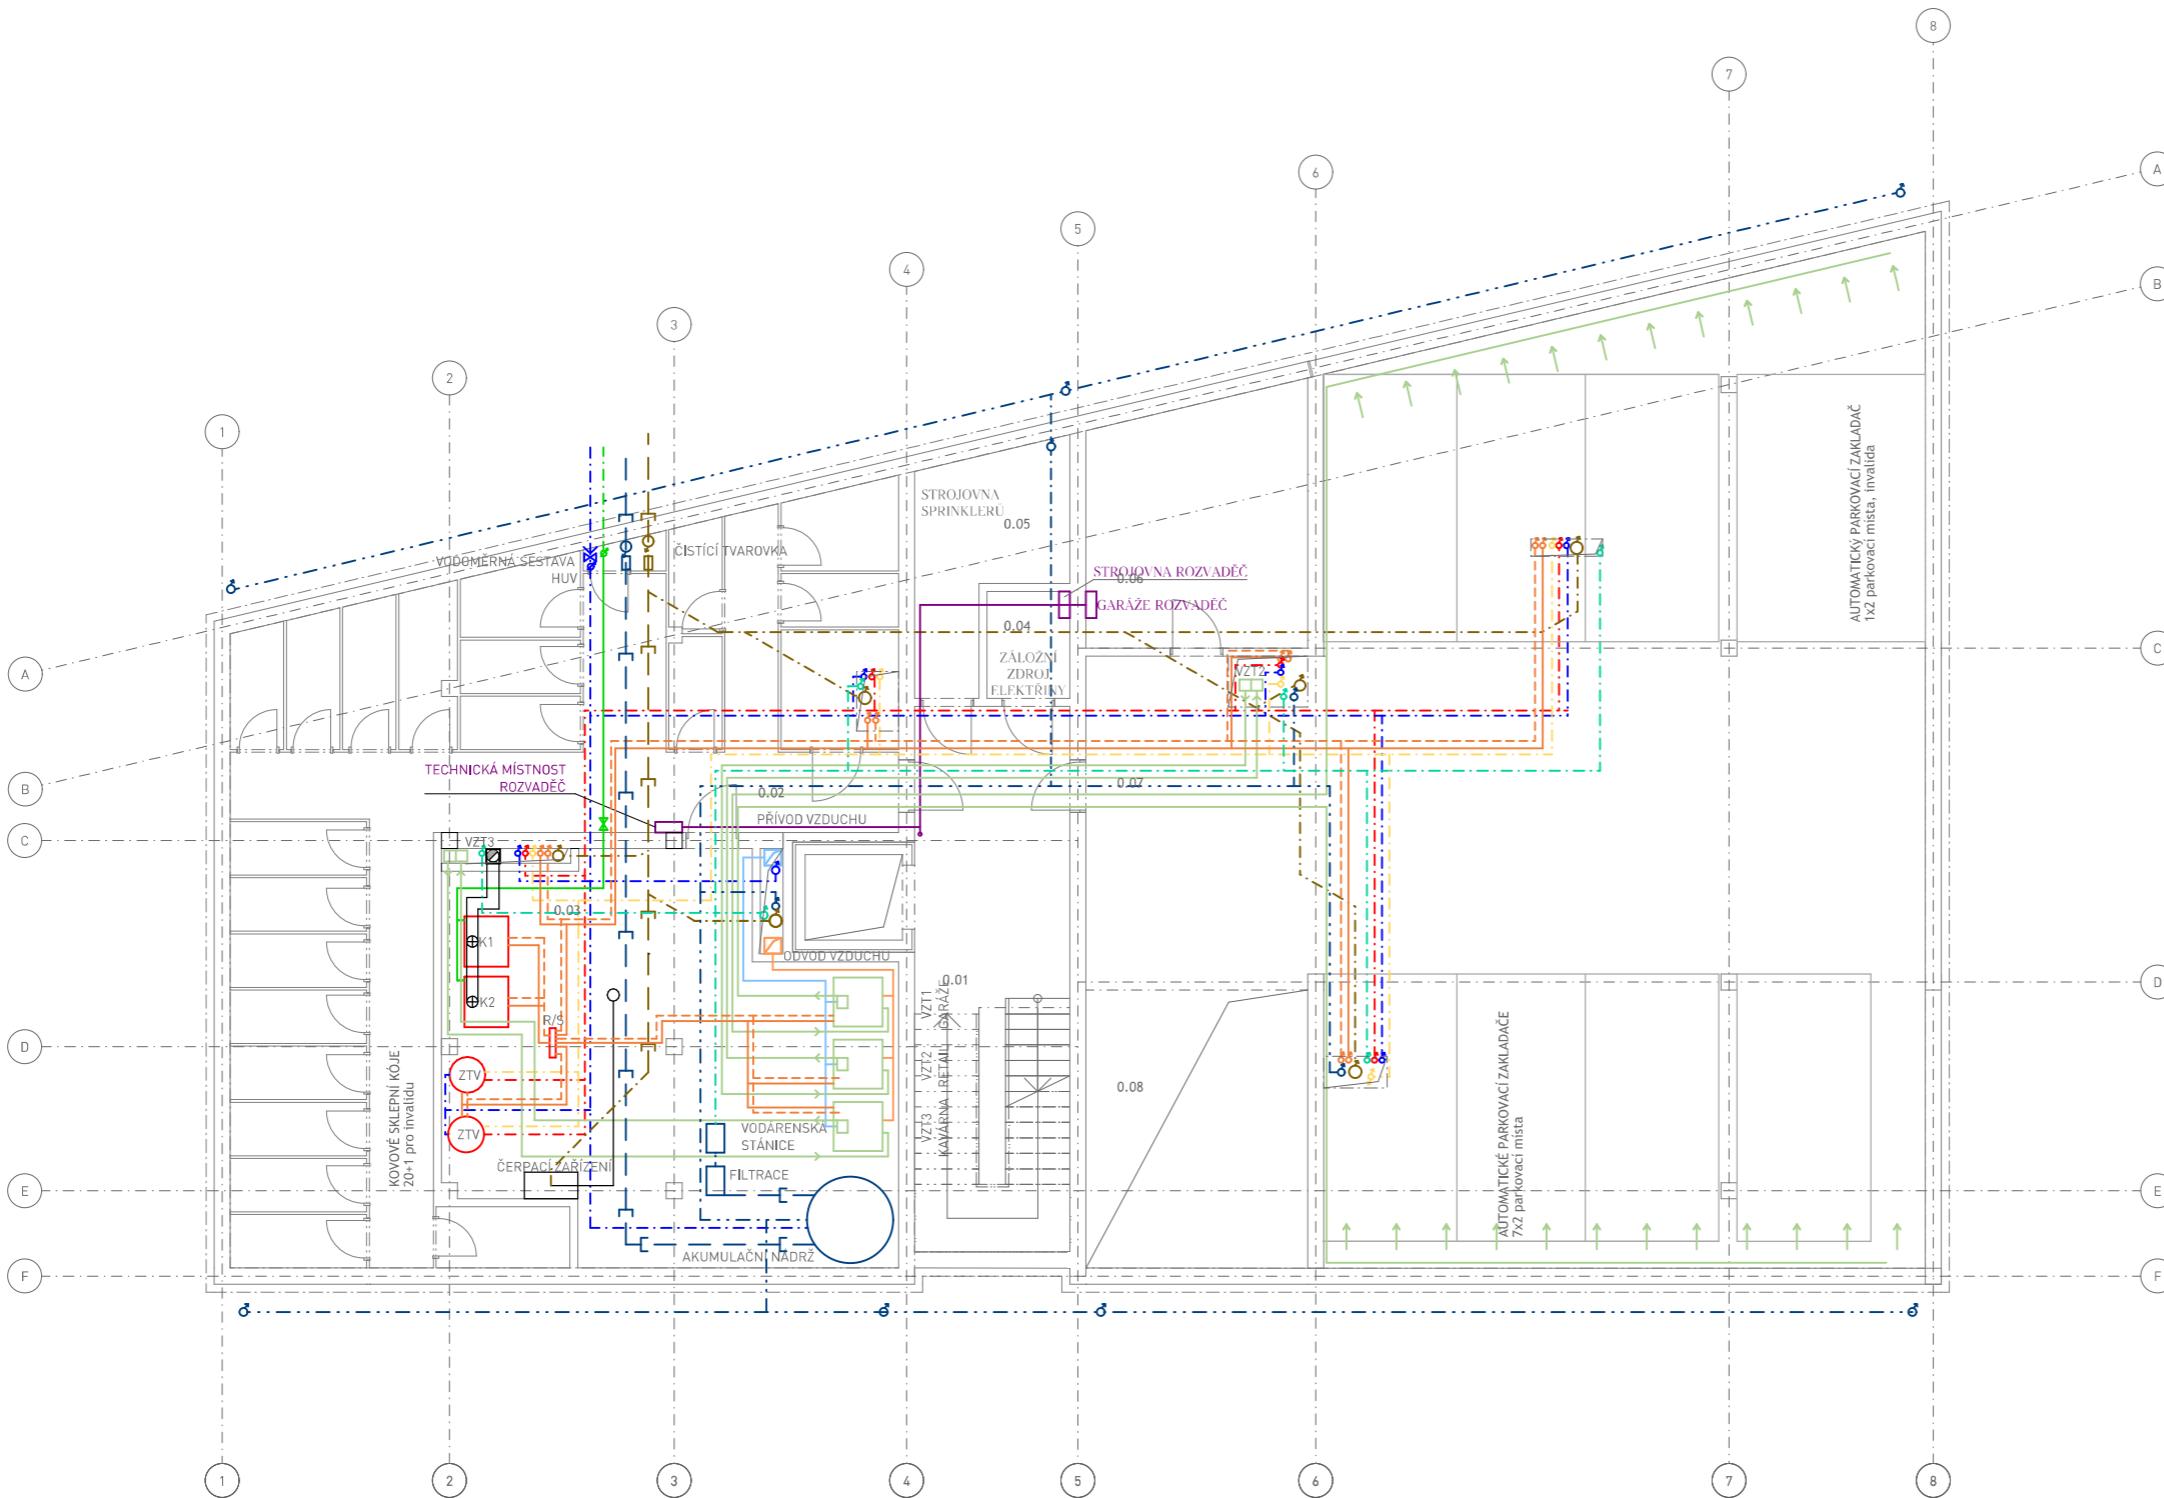 8
7
A
6
5
B
4
3
2
1
AUTOMATICKý PARKOVACÍ ZAKLADAČ
1x2 parkovací místa, invalida
STROJOVNA
SPRINKLERŮ
0.05
VODOMĚRNÁ SESTAVA
HUV
ČISTÍCÍ TVAROVKA
STROJOVNA ROZVADĚČ
0.06
GARÁŽE ROZVADĚČ
0.04
ZÁLOŽNÍ
ZDROJ
ELEKTŘINY
C
A
VZT2
TECHNICKÁ MÍSTNOST
ROZVADĚČ
B
0.02
0.07
PŘÍVOD VZDUCHU
C
VZT3
0.03
K1
ODVOD VZDUCHU
0.01
D
K2
R/S
VZT1
GARÁŽE
VZT2
RETAIL
VZT3
KAVÁRNA
D
ZTV
ZTV
0.08
KOVOVÉ SKLEPNÍ KÓJE
20+1 pro invalidu
AUTOMATICKÉ PARKOVACÍ ZAKLADAČE
7x2 parkovací místa
VODÁRENSKÁ
STÁNICE
ČERPACÍ ZAŘÍZENÍ
FILTRACE
E
E
AKUMULAČNÍ NÁDRŽ
F
F
1
2
3
4
5
6
7
8